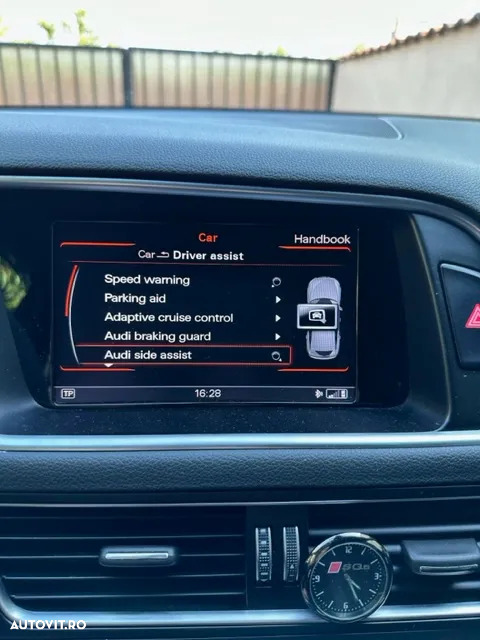 Car
Handbook
Car Driver assist
Speed warning
Parking aid
Adaptive cruise control
Audi braking guard
Audi side assist
TP
16:28
SQ5
AUTOVIT.RO